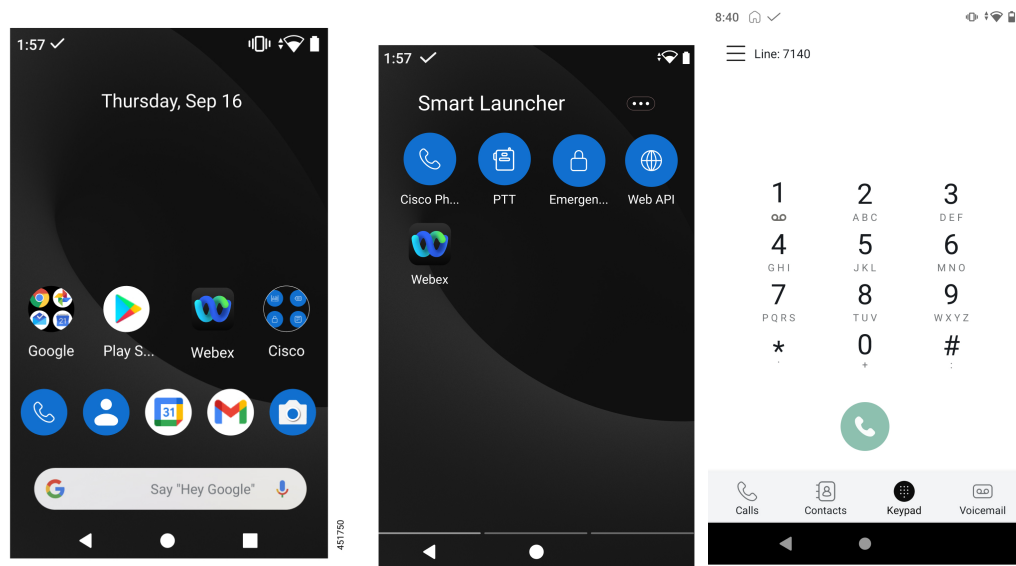 1:57
Thursday, Sep 16
Google Play S... Webex Cisco
31
Say "Hey Google"
451750
1:57
Smart Launcher
Cisco Ph... PTT Emergen... Web API
Webex
8:40
Line: 7140
1 2 3
ABC DEF
4 5 6
GHI JKL MNO
7 8 9
PQRS TUV WXYZ
* 0 #
+
Calls Contacts Keypad Voicemail